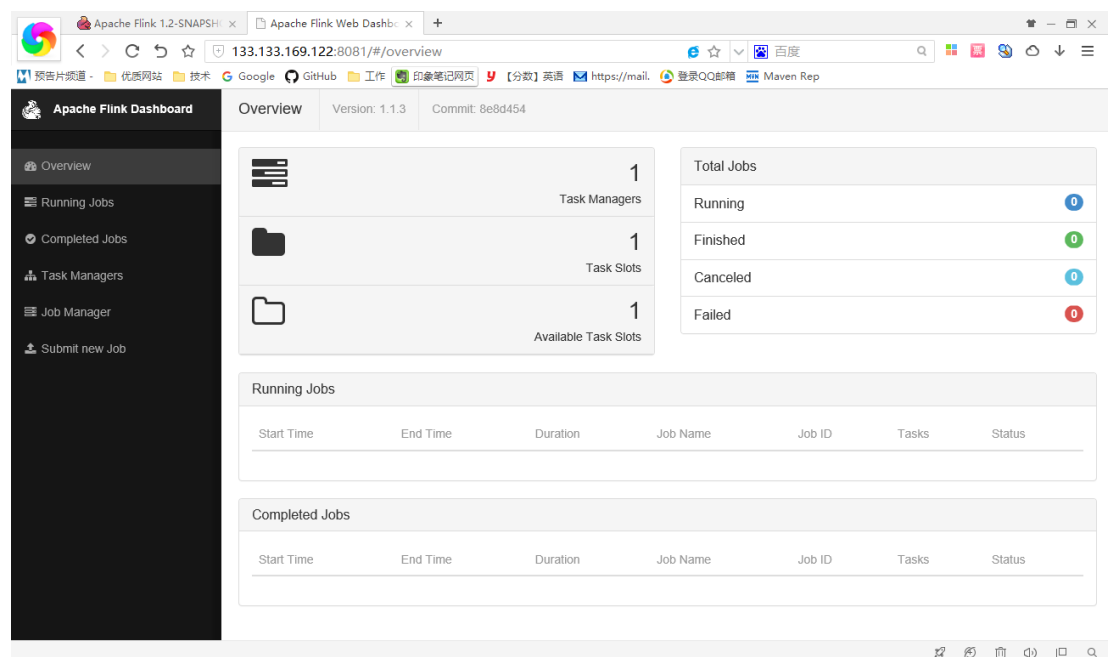 Apache Flink 1.2-SNAPSH
Apache Flink Web Dashbo
133.133.169.122:8081/#/overview
百度
预告片频道
优质网站
技术
Google
GitHub
工作
印象笔记网页
【分数】英语
https://mail.
登录QQ邮箱
Maven Rep
Apache Flink Dashboard
Overview
Version: 1.1.3
Commit: 8e8d454
Overview
Running Jobs
Completed Jobs
Task Managers
Job Manager
Submit new Job
1
Task Managers
1
Task Slots
1
Available Task Slots
Total Jobs
Running 0
Finished 0
Canceled 0
Failed 0
Running Jobs
Start Time End Time Duration Job Name Job ID Tasks Status
Completed Jobs
Start Time End Time Duration Job Name Job ID Tasks Status